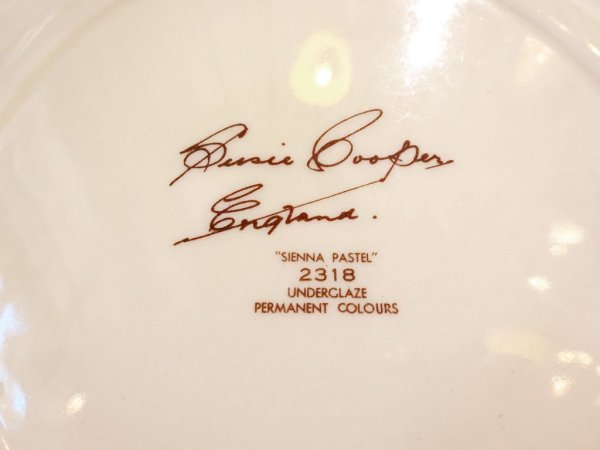 Susie Cooper
England.
"SIENNA PASTEL"
2318
UNDERGLAZE
PERMANENT COLOURS